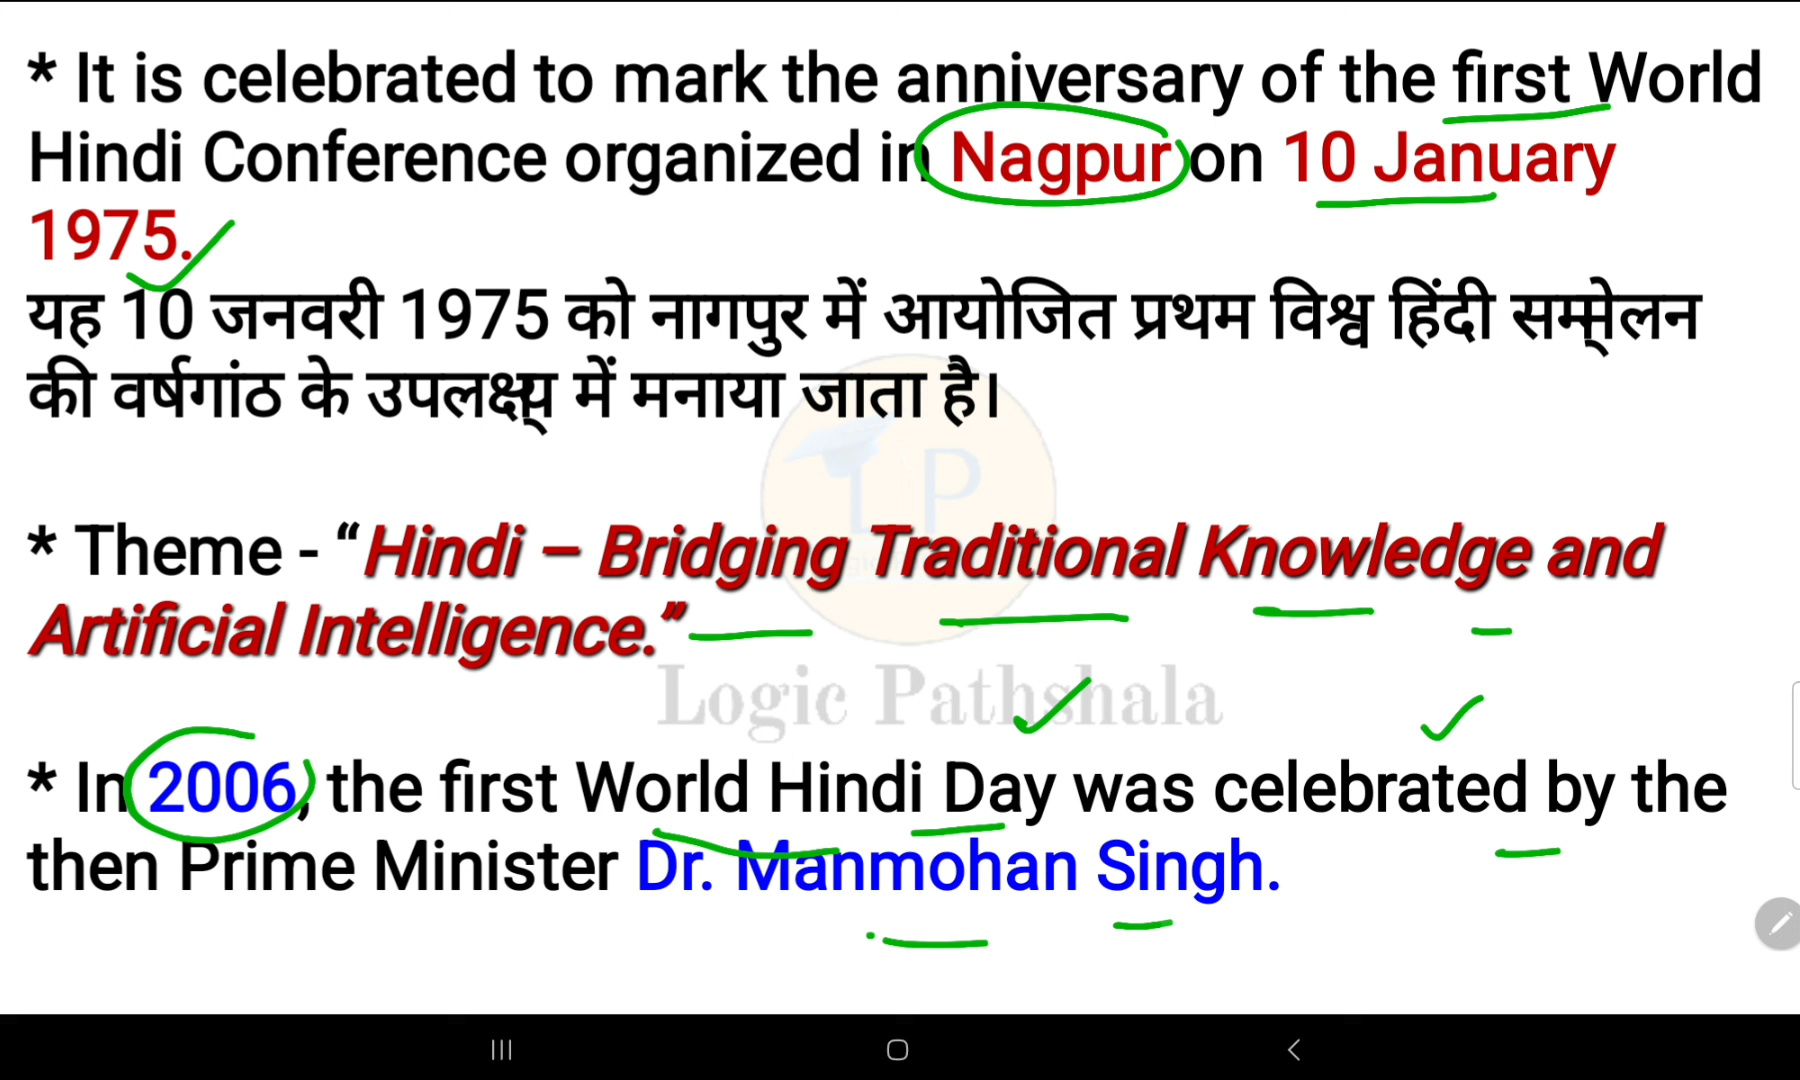 * It is celebrated to mark the anniversary of the first World
Hindi Conference organized in Nagpur on 10 January
1975.
यह 10 जनवरी 1975 को नागपुर में आयोजित प्रथम विश्व हिंदी सम्मेलन
की वर्षगांठ के उपलक्ष्य में मनाया जाता है।
* Theme - “Hindi – Bridging Traditional Knowledge and
Artificial Intelligence.”
Logic Pathshala
* In 2006, the first World Hindi Day was celebrated by the
then Prime Minister Dr. Manmohan Singh.